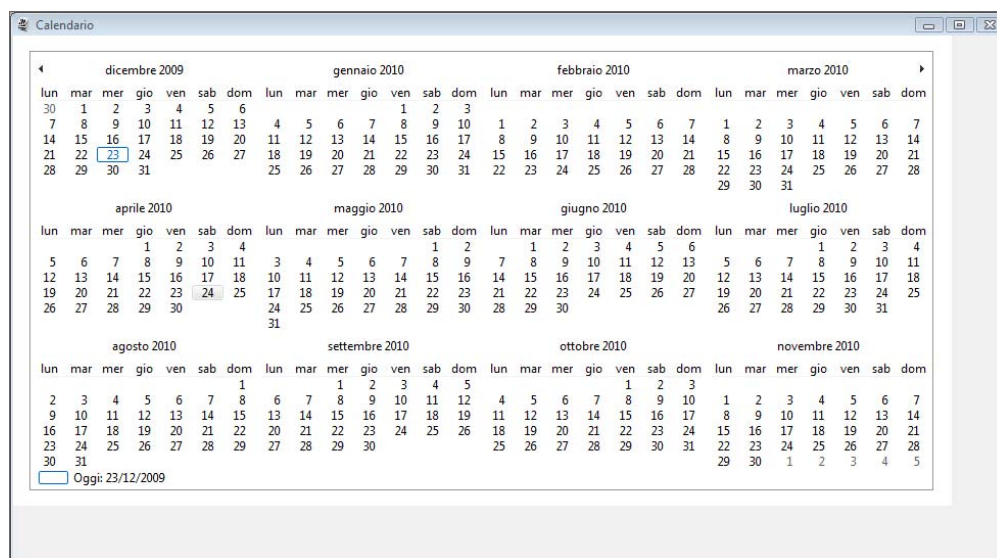 Calendario
dicembre 2009 gennaio 2010 febbraio 2010 marzo 2010
lun mar mer gio ven sab dom lun mar mer gio ven sab dom lun mar mer gio ven sab dom lun mar mer gio ven sab dom
30 1 2 3 4 5 6 1 2 3
7 8 9 10 11 12 13 4 5 6 7 8 9 10 1 2 3 4 5 6 7 1 2 3 4 5 6 7
14 15 16 17 18 19 20 11 12 13 14 15 16 17 8 9 10 11 12 13 14 8 9 10 11 12 13 14
21 22 23 24 25 26 27 18 19 20 21 22 23 24 15 16 17 18 19 20 21 15 16 17 18 19 20 21
28 29 30 31 25 26 27 28 29 30 31 22 23 24 25 26 27 28 22 23 24 25 26 27 28
29 30 31
aprile 2010 maggio 2010 giugno 2010 luglio 2010
lun mar mer gio ven sab dom lun mar mer gio ven sab dom lun mar mer gio ven sab dom lun mar mer gio ven sab dom
1 2 3 4 1 2 1 2 3 4 5 6 1 2 3 4
5 6 7 8 9 10 11 3 4 5 6 7 8 9 7 8 9 10 11 12 13 5 6 7 8 9 10 11
12 13 14 15 16 17 18 10 11 12 13 14 15 16 14 15 16 17 18 19 20 12 13 14 15 16 17 18
19 20 21 22 23 24 25 17 18 19 20 21 22 23 21 22 23 24 25 26 27 19 20 21 22 23 24 25
26 27 28 29 30 24 25 26 27 28 29 30 28 29 30 26 27 28 29 30 31
31
agosto 2010 settembre 2010 ottobre 2010 novembre 2010
lun mar mer gio ven sab dom lun mar mer gio ven sab dom lun mar mer gio ven sab dom lun mar mer gio ven sab dom
1 1 2 3 4 5 1 2 3
2 3 4 5 6 7 8 6 7 8 9 10 11 12 4 5 6 7 8 9 10 1 2 3 4 5 6 7
9 10 11 12 13 14 15 13 14 15 16 17 18 19 11 12 13 14 15 16 17 8 9 10 11 12 13 14
16 17 18 19 20 21 22 20 21 22 23 24 25 26 18 19 20 21 22 23 24 15 16 17 18 19 20 21
23 24 25 26 27 28 29 27 28 29 30 25 26 27 28 29 30 31 22 23 24 25 26 27 28
30 31 29 30 1 2 3 4 5
Oggi: 23/12/2009